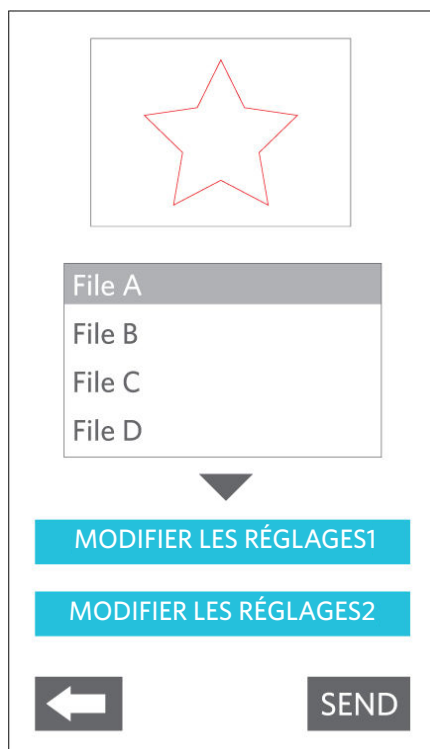 File A
File B
File C
File D
MODIFIER LES RÉGLAGES1
MODIFIER LES RÉGLAGES2
SEND